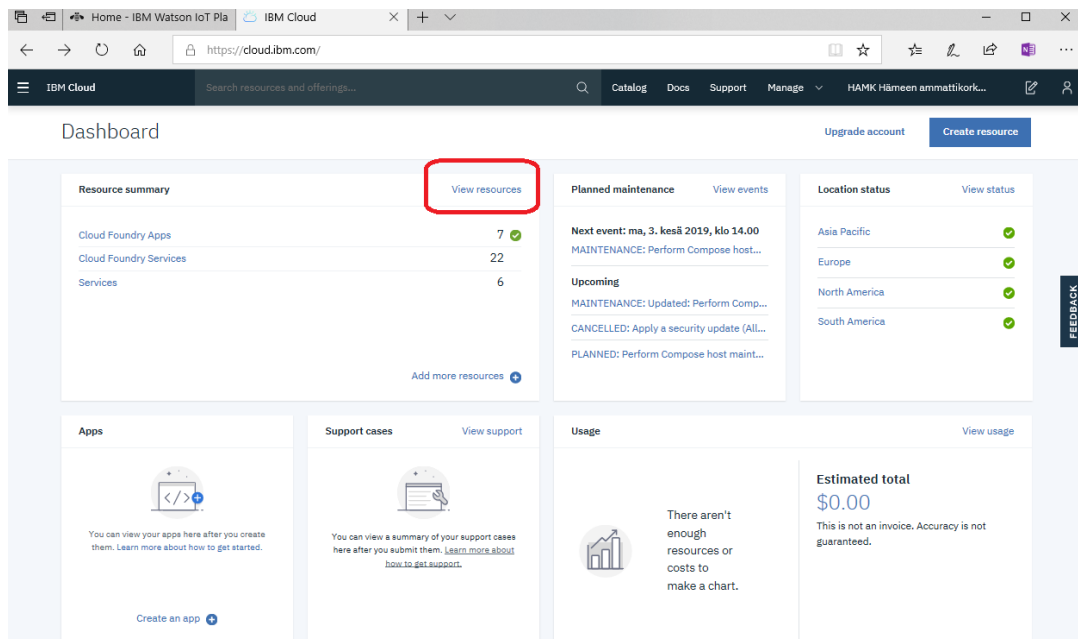 Home - IBM Watson IoT Pla
IBM Cloud
https://cloud.ibm.com/
IBM Cloud
Search resources and offerings...
Catalog
Docs
Support
Manage
HAMK Hämeen ammattikork...
Dashboard
Upgrade account
Create resource
Resource summary
View resources
Cloud Foundry Apps
7
Cloud Foundry Services
22
Services
6
Add more resources
Planned maintenance
View events
Next event: ma, 3. kesä 2019, klo 14.00
MAINTENANCE: Perform Compose host...
Upcoming
MAINTENANCE: Updated: Perform Comp...
CANCELLED: Apply a security update (All...
PLANNED: Perform Compose host maint...
Location status
View status
Asia Pacific
Europe
North America
South America
FEEDBACK
Apps
You can view your apps here after you create
them. Learn more about how to get started.
Create an app
Support cases
View support
You can view a summary of your support cases
here after you submit them. Learn more about
how to get support.
Usage
View usage
There aren't
enough
resources or
costs to
make a chart.
Estimated total
$0.00
This is not an invoice. Accuracy is not
guaranteed.